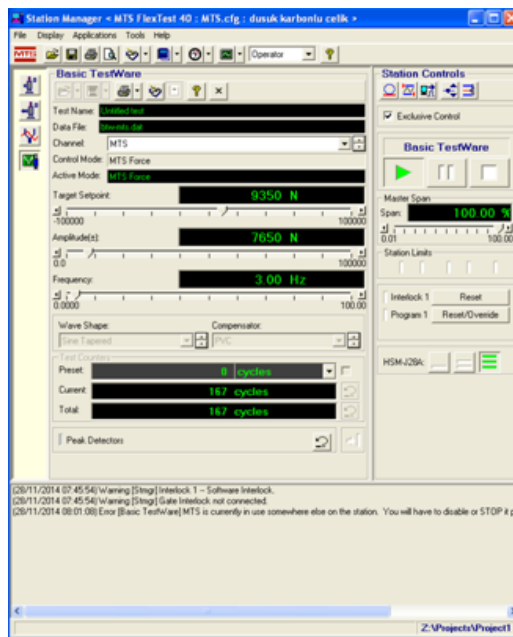 Station Manager < MTS FlexTest 40 : MTS.cfg : dusuk karbonlu celik >
File Display Applications Tools Help
MTS Operator
Basic TestWare
Test Name: Untitled test
Data File: btw-mts.dat
Channel: MTS
Control Mode: MTS Force
Active Mode: MTS Force
Target Setpoint: 9350 N
-100000 100000
Amplitude(±): 7650 N
0.0 100000
Frequency: 3.00 Hz
0.0000 100.00
Wave Shape: Compensator:
Sine Tapered PVC
Test Counters
Preset: 0 cycles
Current: 167 cycles
Total: 167 cycles
Peak Detectors
Station Controls
Exclusive Control
Basic TestWare
Master Span
Span: 100.00 %
0.01 100.00
Station Limits
Interlock 1 Reset
Program 1 Reset/Override
HSM-J28A:
(28/11/2014 07:45:54) Warning [Stmgr] Interlock 1 - Software Interlock.
(28/11/2014 07:45:54) Warning [Stmgr] Gate Interlock not connected.
(28/11/2014 08:01:08) Error [Basic TestWare] MTS is currently in use somewhere else on the station. You will have to disable or STOP it p
Z:\Projects\Project1